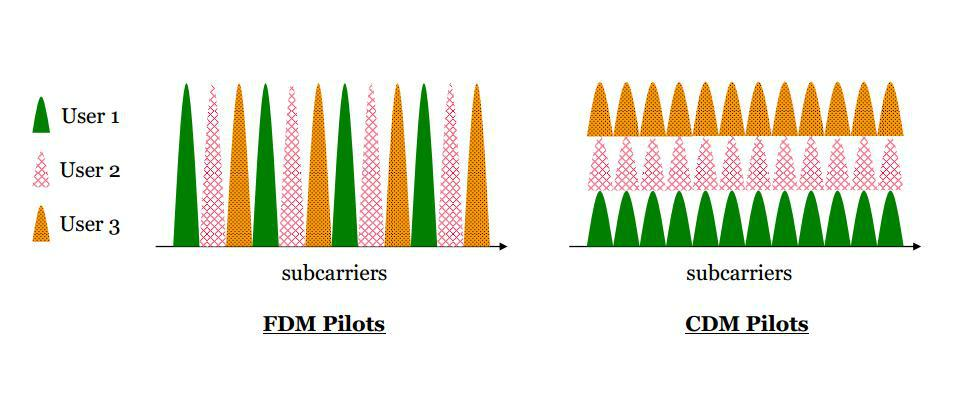 User 1
User 2
User 3
subcarriers
FDM Pilots
subcarriers
CDM Pilots